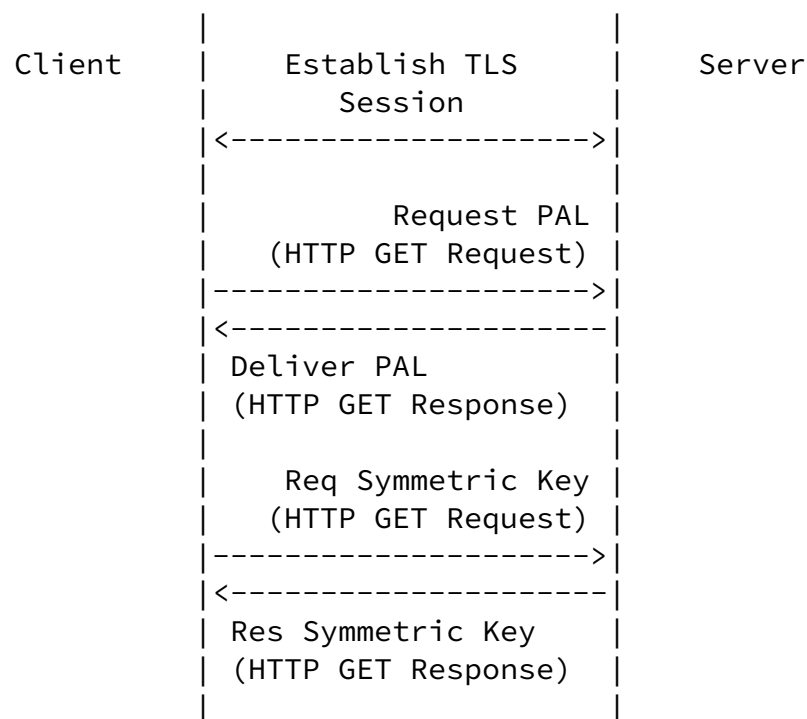 Client Establish TLS Server
Session
Request PAL
(HTTP GET Request)
Deliver PAL
(HTTP GET Response)
Req Symmetric Key
(HTTP GET Request)
Res Symmetric Key
(HTTP GET Response)